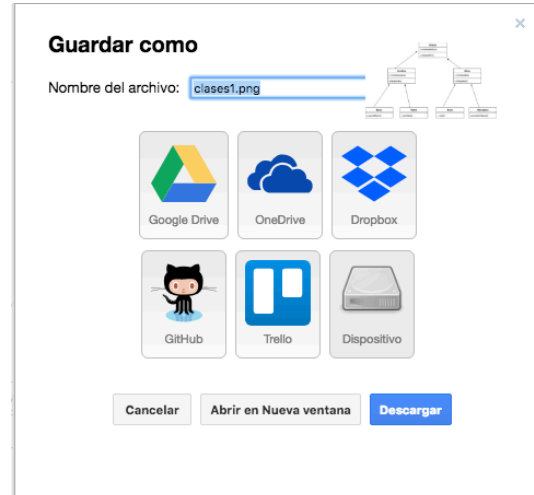 ×
Guardar como
Nombre del archivo: clases1.png
Google Drive OneDrive Dropbox
GitHub Trello Dispositivo
Cancelar Abrir en Nueva ventana Descargar